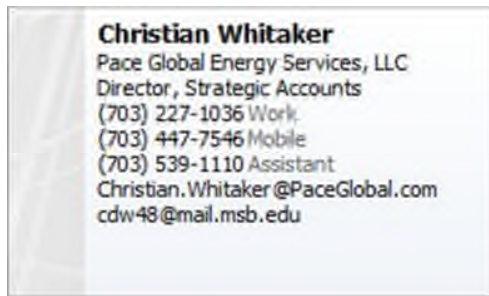 Christian Whitaker
Pace Global Energy Services, LLC
Director, Strategic Accounts
(703) 227-1036 Work
(703) 447-7546 Mobile
(703) 539-1110 Assistant
Christian.Whitaker@PaceGlobal.com
cdw48@mail.msb.edu